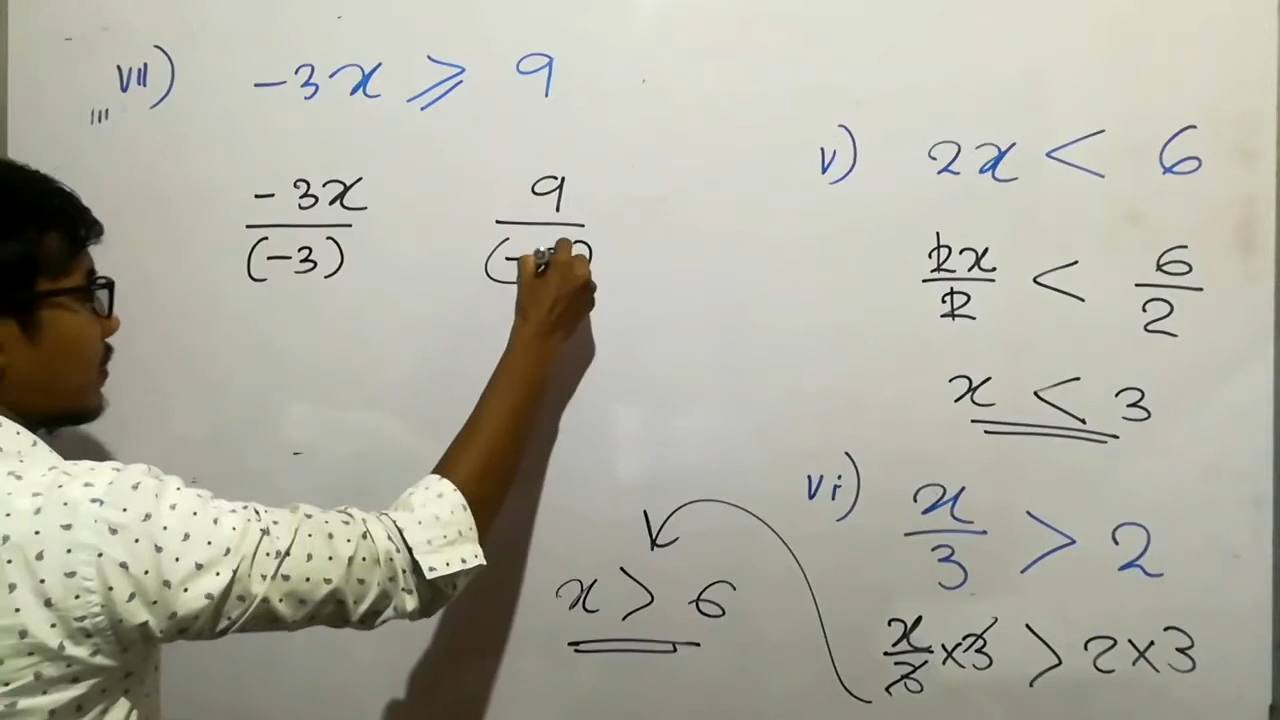 vii) -3x ⩾ 9
-3x/(-3) 9/(-
v) 2x < 6
2x/2 < 6/2
x < 3
vi) x/3 > 2
x/3 × 3 > 2 × 3
x > 6